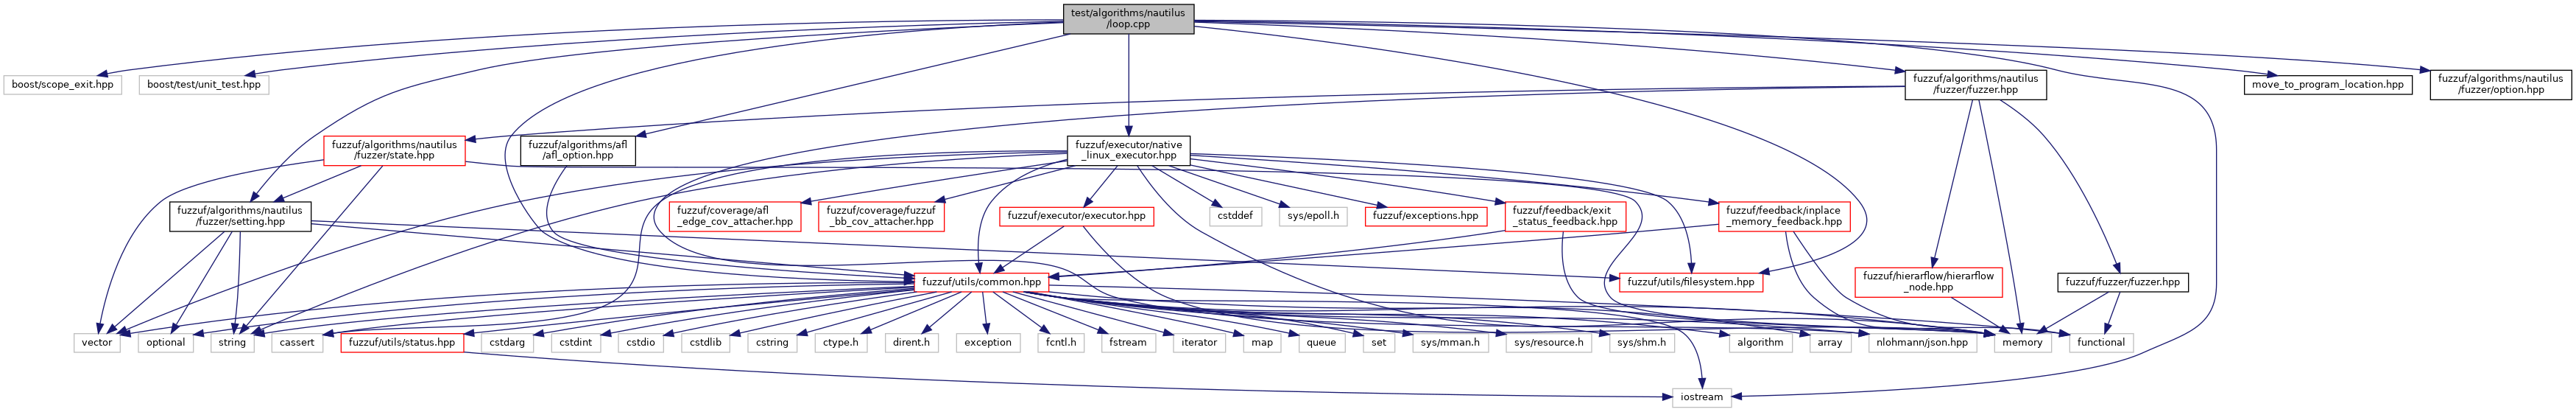 test/algorithms/nautilus
/loop.cpp
boost/scope_exit.hpp
boost/test/unit_test.hpp
fuzzuf/algorithms/nautilus
/fuzzer/fuzzer.hpp
move_to_program_location.hpp
fuzzuf/algorithms/nautilus
/fuzzer/option.hpp
fuzzuf/algorithms/nautilus
/fuzzer/state.hpp
fuzzuf/algorithms/afl
/afl_option.hpp
fuzzuf/executor/native
_linux_executor.hpp
fuzzuf/algorithms/nautilus
/fuzzer/setting.hpp
fuzzuf/coverage/afl
_edge_cov_attacher.hpp
fuzzuf/coverage/fuzzuf
_bb_cov_attacher.hpp
fuzzuf/executor/executor.hpp
cstddef
sys/epoll.h
fuzzuf/exceptions.hpp
fuzzuf/feedback/exit
_status_feedback.hpp
fuzzuf/feedback/inplace
_memory_feedback.hpp
fuzzuf/utils/common.hpp
fuzzuf/utils/filesystem.hpp
fuzzuf/hierarflow/hierarflow
_node.hpp
fuzzuf/fuzzer/fuzzer.hpp
vector
optional
string
cassert
fuzzuf/utils/status.hpp
cstdarg
cstdint
cstdio
cstdlib
cstring
ctype.h
dirent.h
exception
fcntl.h
fstream
iterator
map
queue
set
sys/mman.h
sys/resource.h
sys/shm.h
algorithm
array
nlohmann/json.hpp
memory
functional
iostream